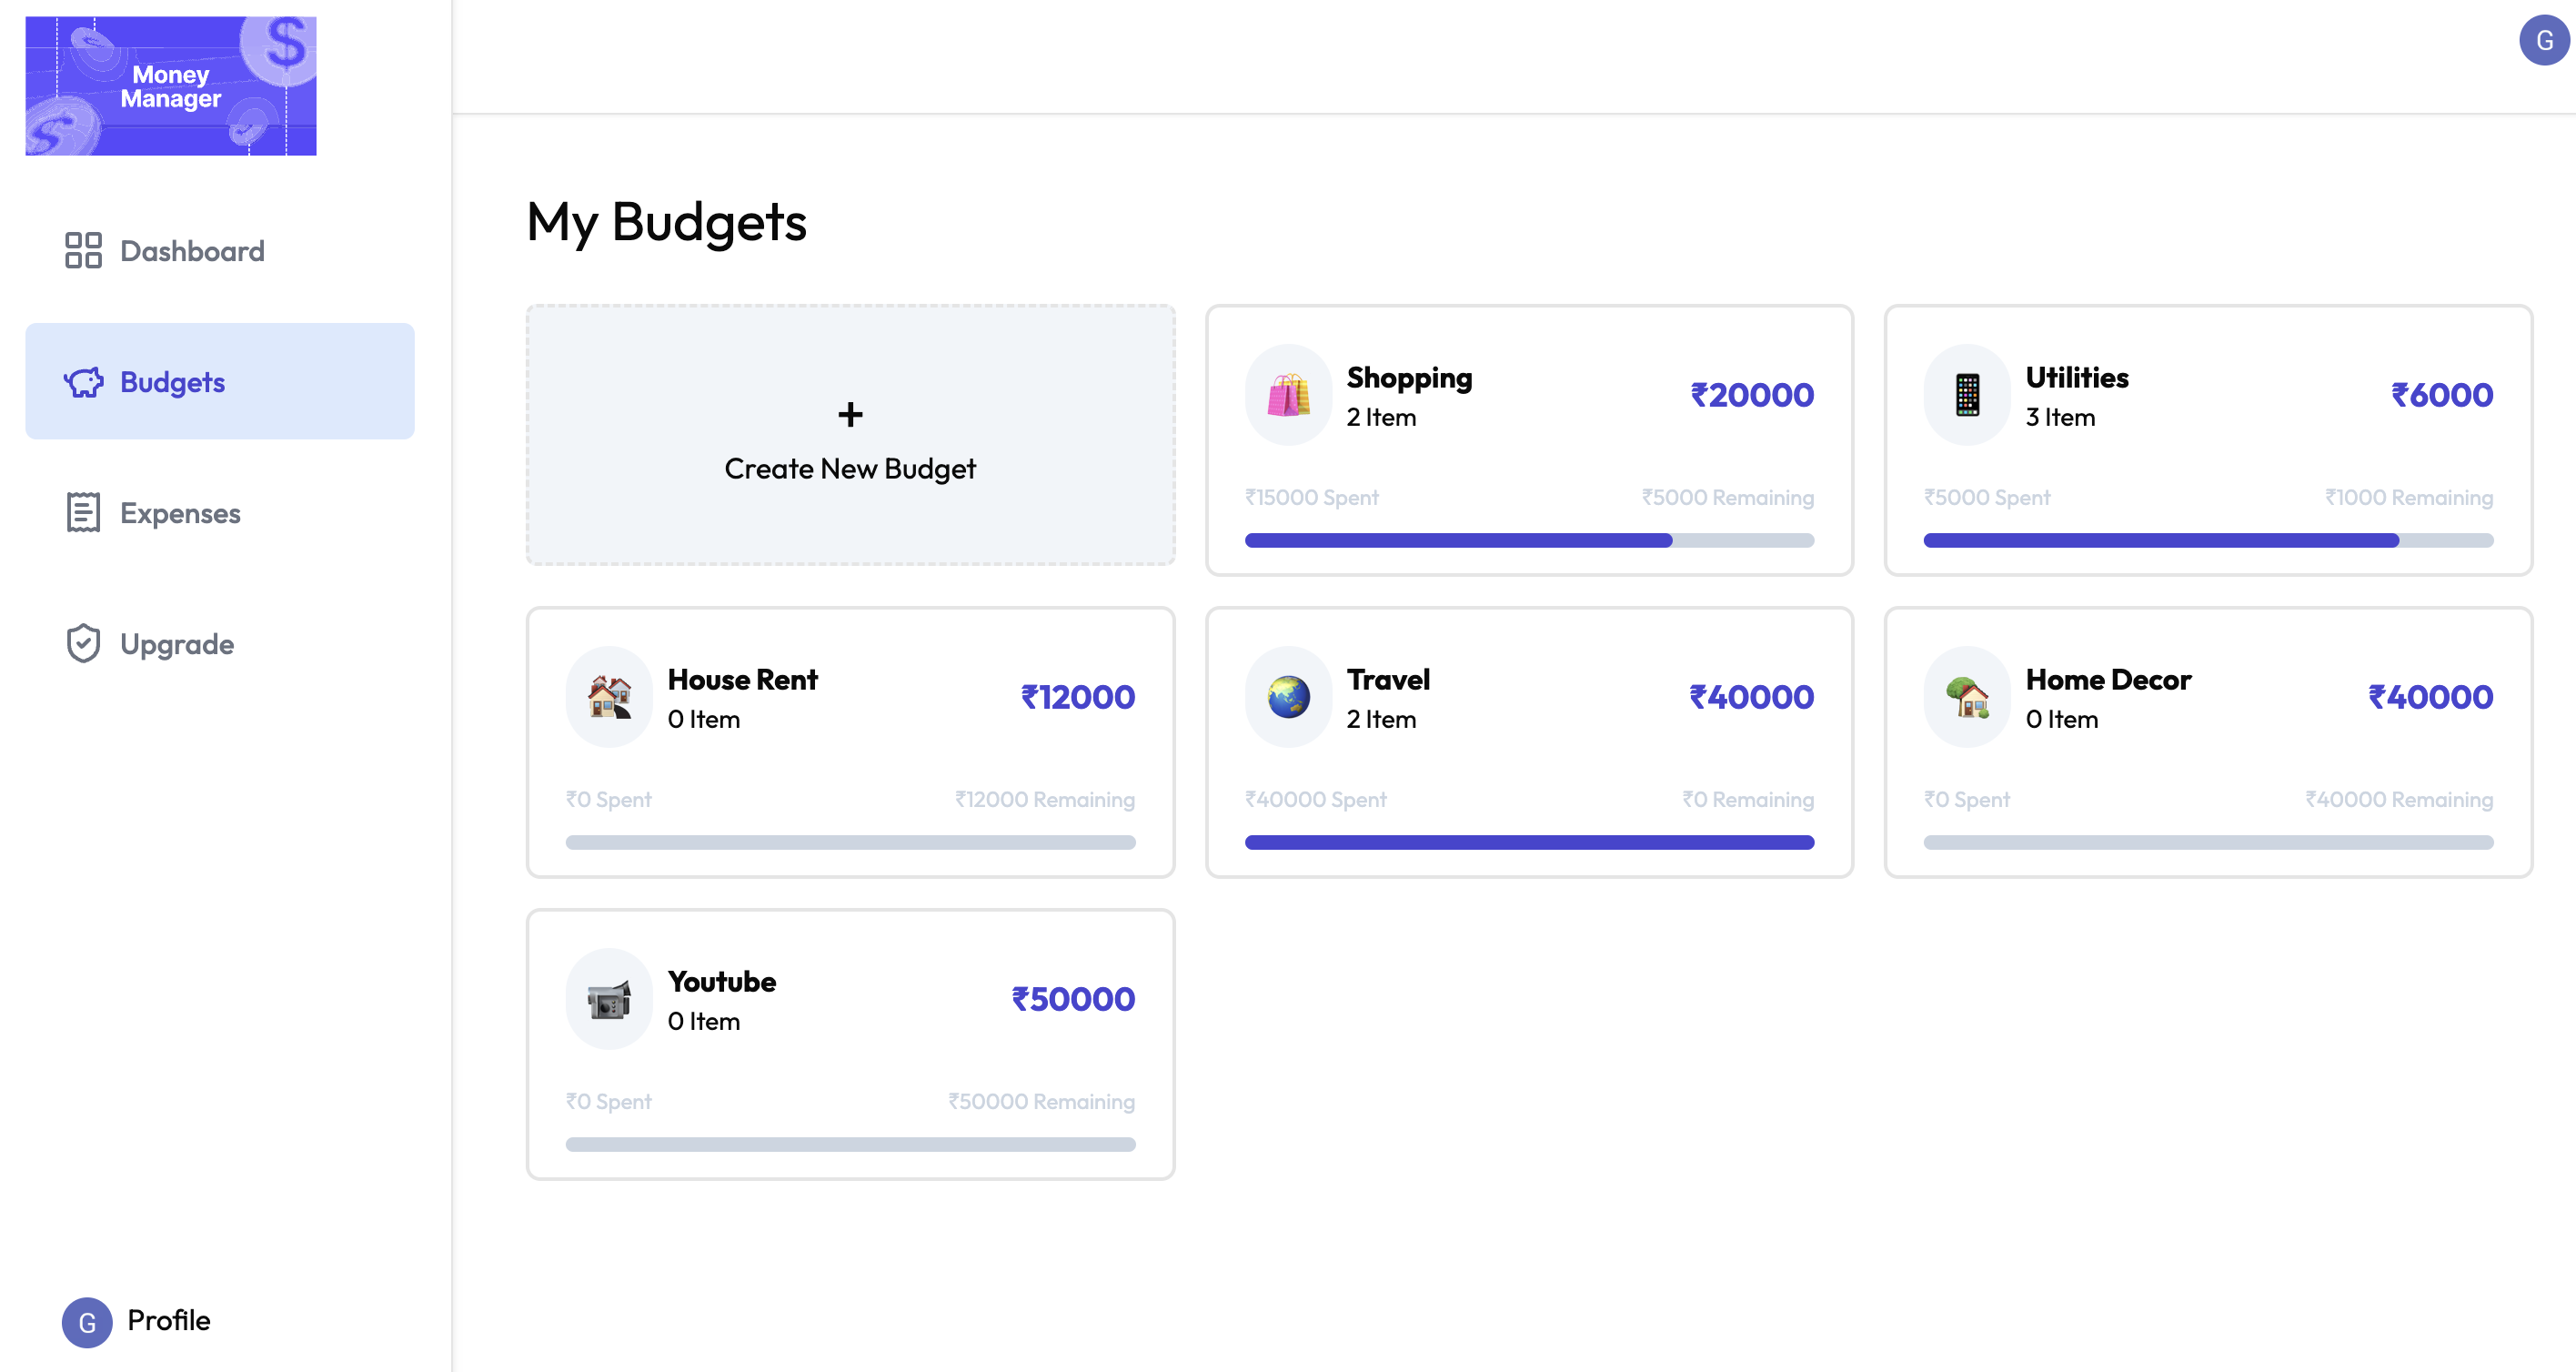 Money
Manager
$
$
G
Dashboard
Budgets
Expenses
Upgrade
G Profile
My Budgets
+
Create New Budget
Shopping
2 Item
₹20000
₹15000 Spent ₹5000 Remaining
Utilities
3 Item
₹6000
₹5000 Spent ₹1000 Remaining
House Rent
0 Item
₹12000
₹0 Spent ₹12000 Remaining
Travel
2 Item
₹40000
₹40000 Spent ₹0 Remaining
Home Decor
0 Item
₹40000
₹0 Spent ₹40000 Remaining
Youtube
0 Item
₹50000
₹0 Spent ₹50000 Remaining